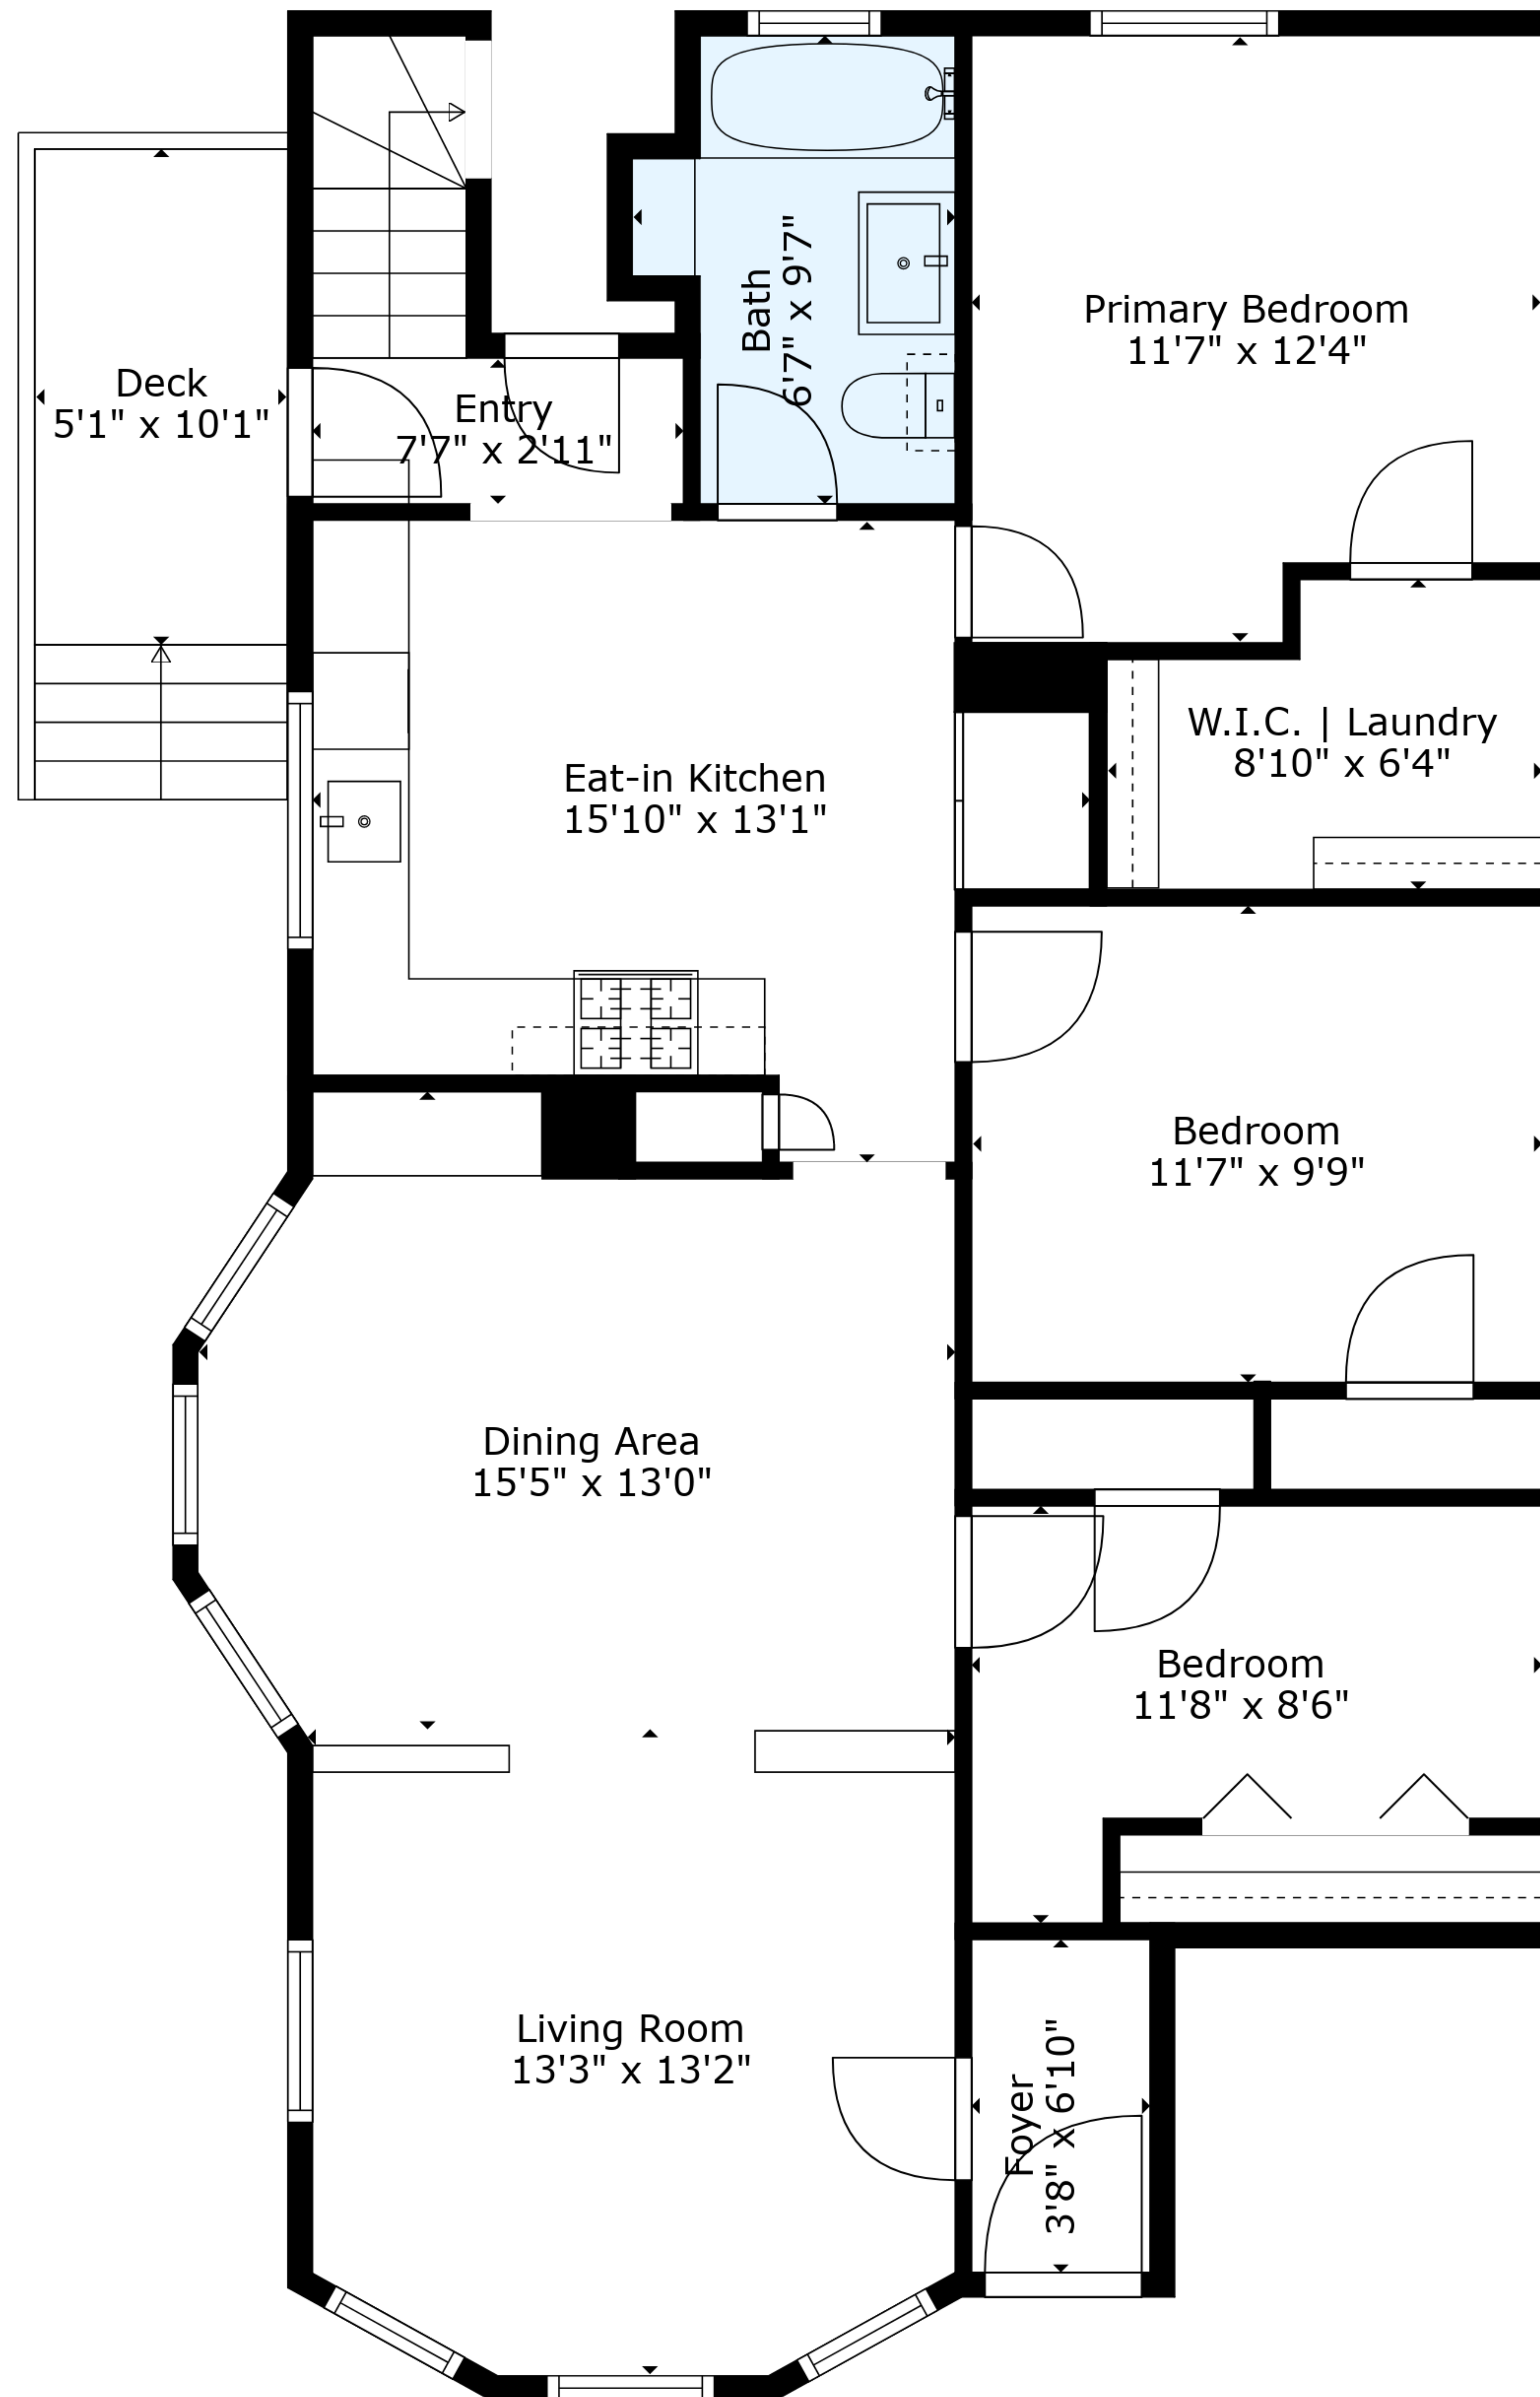 Primary Bedroom
11'7" x 12'4"
Bath
6'7" x 9'7"
Deck
5'1" x 10'1"
Entry
7'7" x 2'11"
W.I.C. | Laundry
8'10" x 6'4"
Eat-in Kitchen
15'10" x 13'1"
Bedroom
11'7" x 9'9"
Dining Area
15'5" x 13'0"
Bedroom
11'8" x 8'6"
Living Room
13'3" x 13'2"
Foyer
3'8" x 6'10"